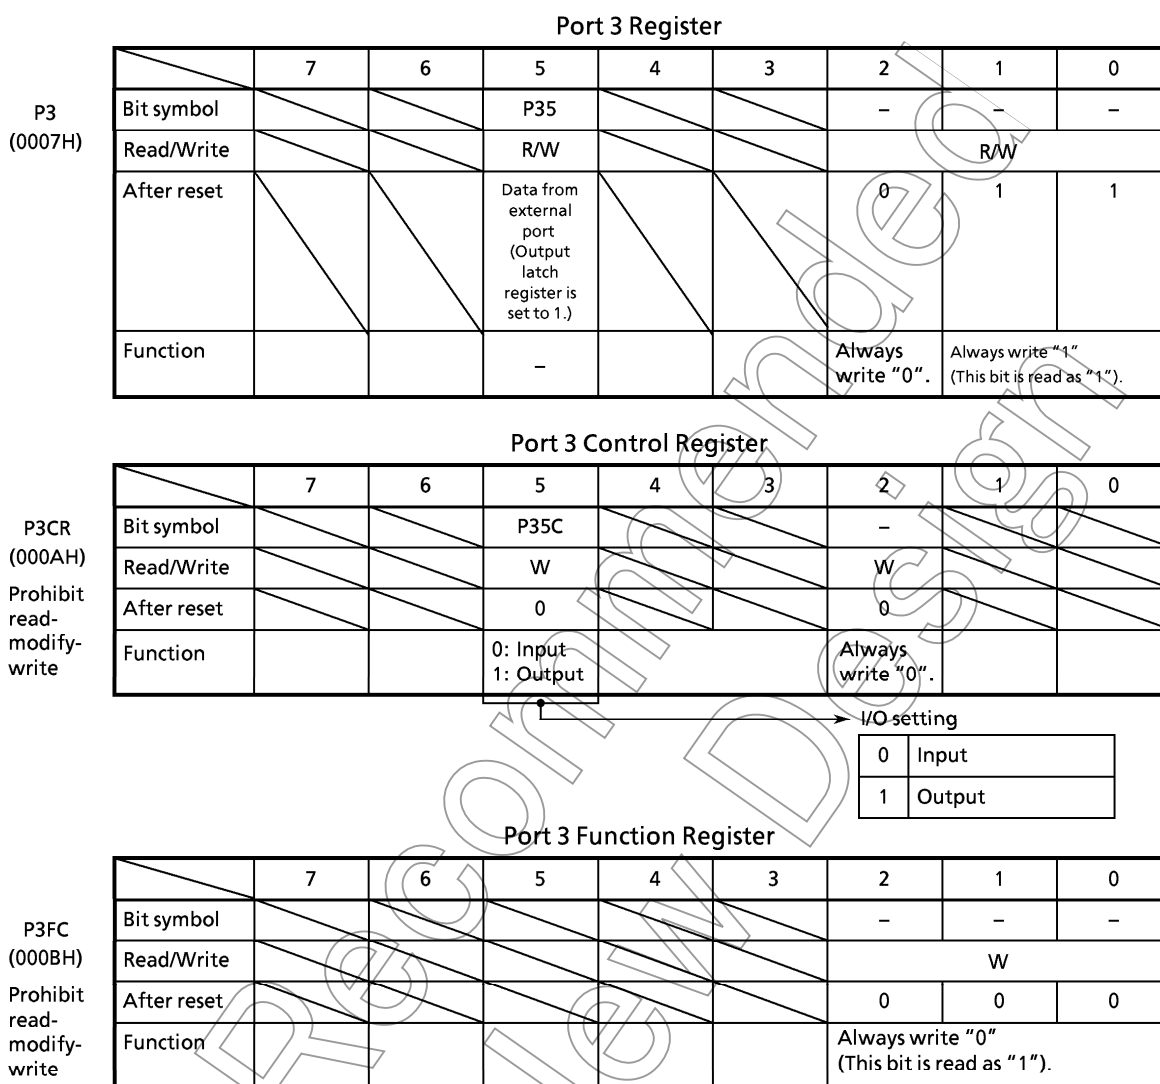 Port 3 Register
7 6 5 4 3 2 1 0
P3
(0007H)
Bit symbol P35 – – –
Read/Write R/W R/W
After reset Data from external port (Output latch register is set to 1.) 0 1 1
Function – Always write "0". Always write "1" (This bit is read as "1").
Port 3 Control Register
7 6 5 4 3 2 1 0
P3CR
(000AH)
Prohibit
read-
modify-
write
Bit symbol P35C –
Read/Write W W
After reset 0 0
Function 0: Input 1: Output Always write "0".
I/O setting
0 Input
1 Output
Port 3 Function Register
7 6 5 4 3 2 1 0
P3FC
(000BH)
Prohibit
read-
modify-
write
Bit symbol – – –
Read/Write W
After reset 0 0 0
Function Always write "0"
(This bit is read as "1").
Recommended
Design